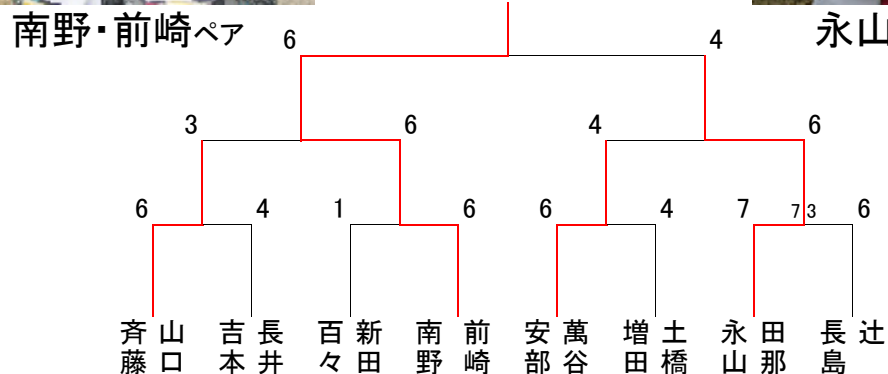 南野・前崎ペア
永山
6 4
3 6 4 6
6 4 1 6 6 4 7 7 3 6
斉藤 山口 吉本 長井 百々 新田 南野 前崎 安部 萬谷 増田 土橋 永山 田那 長島 辻